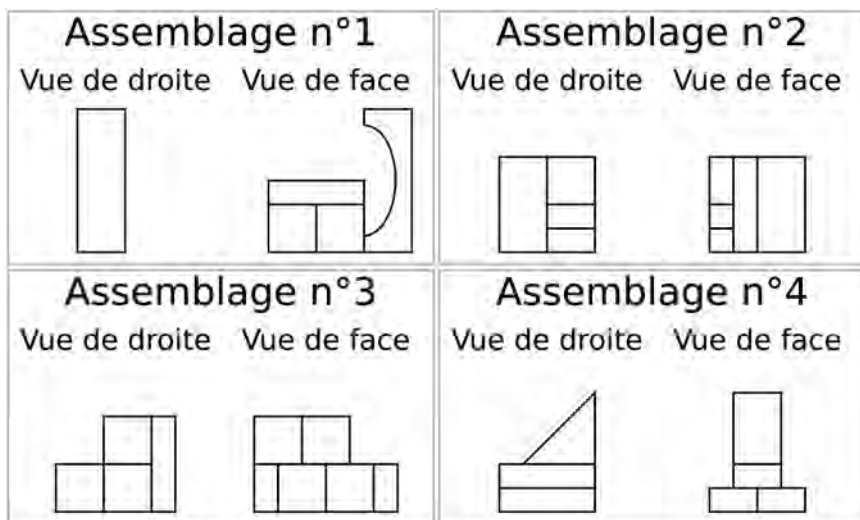 Assemblage n°1
Vue de droite Vue de face
Assemblage n°2
Vue de droite Vue de face
Assemblage n°3
Vue de droite Vue de face
Assemblage n°4
Vue de droite Vue de face